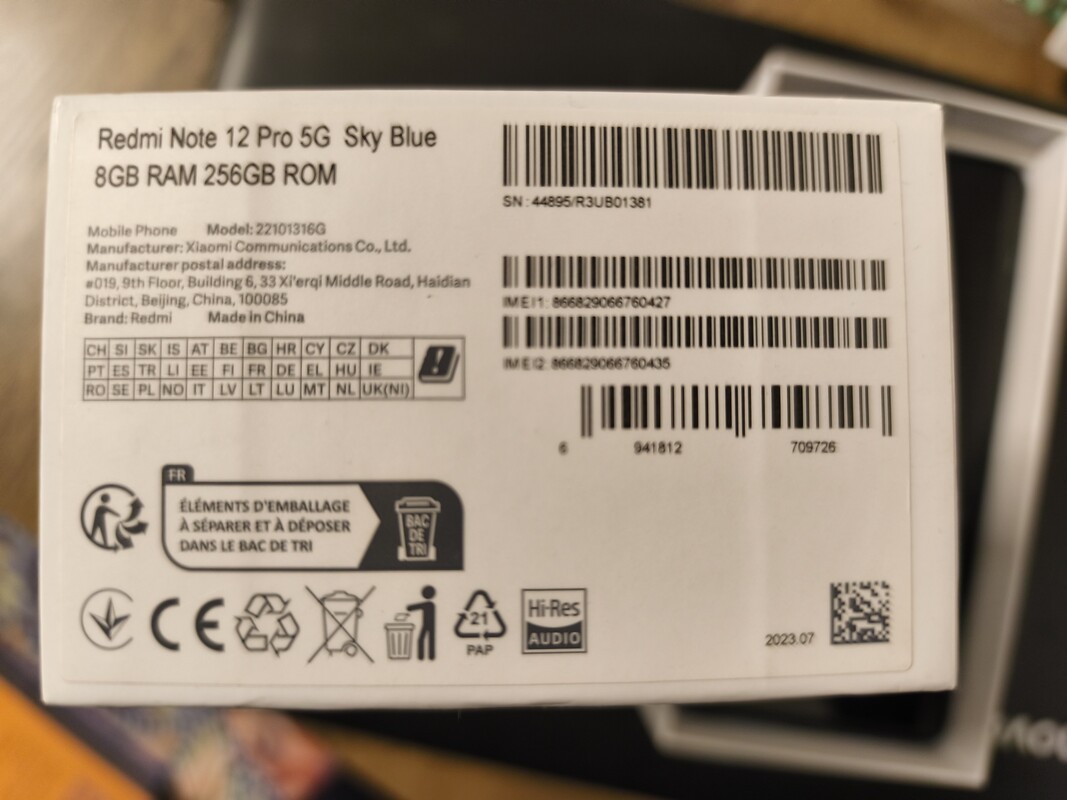 Redmi Note 12 Pro 5G Sky Blue
8GB RAM 256GB ROM
Mobile Phone Model: 22101316G
Manufacturer: Xiaomi Communications Co., Ltd.
Manufacturer postal address:
#019, 9th Floor, Building 6, 33 Xi'erqi Middle Road, Haidian
District, Beijing, China, 100085
Brand: Redmi Made in China
CH SI SK IS AT BE BG HR CY CZ DK
PT ES TR LI EE FI FR DE EL HU IE
RO SE PL NO IT LV LT LU MT NL UK(NI)
SN : 44895/R3UB01381
IMEI1: 866829066760427
IMEI2: 866829066760435
6 941812 709726
FR
ÉLÉMENTS D'EMBALLAGE
À SÉPARER ET À DÉPOSER
DANS LE BAC DE TRI
BAC
DE
TRI
CE
21
PAP
Hi-Res
AUDIO
2023.07